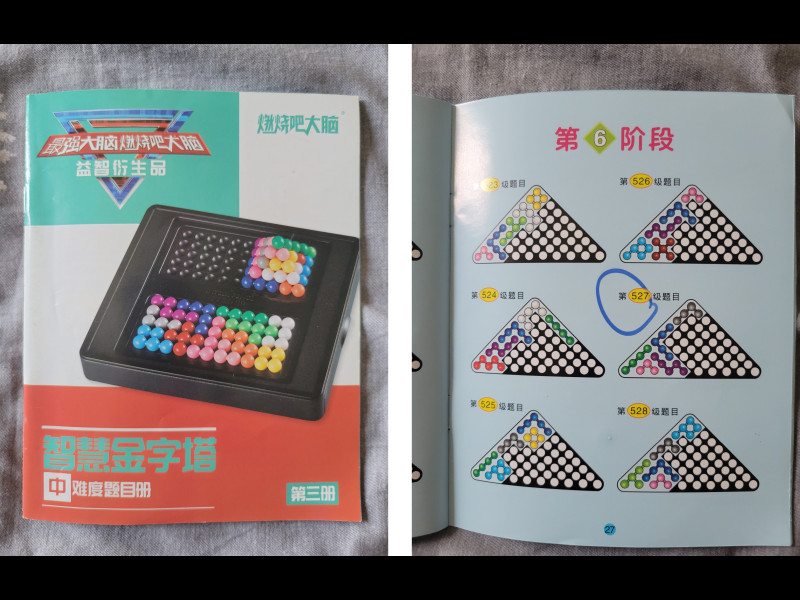 最强大脑燃烧吧大脑
益智衍生品
燃烧吧大脑
智慧金字塔
中 难度题目册
第三册
第6阶段
23级题目
第526级题目
第524级题目
第527级题目
第525级题目
第528级题目
27